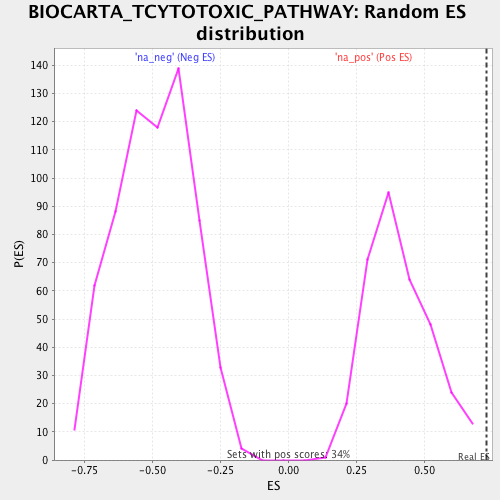 BIOCARTA_TCYTOTOXIC_PATHWAY: Random ES
distribution
'na_neg' (Neg ES)
'na_pos' (Pos ES)
140
130
120
110
100
90
80
70
60
50
40
30
20
10
0
P(ES)
Sets with pos scores: 34%
Real ES
-0.75
-0.50
-0.25
0.00
0.25
0.50
ES